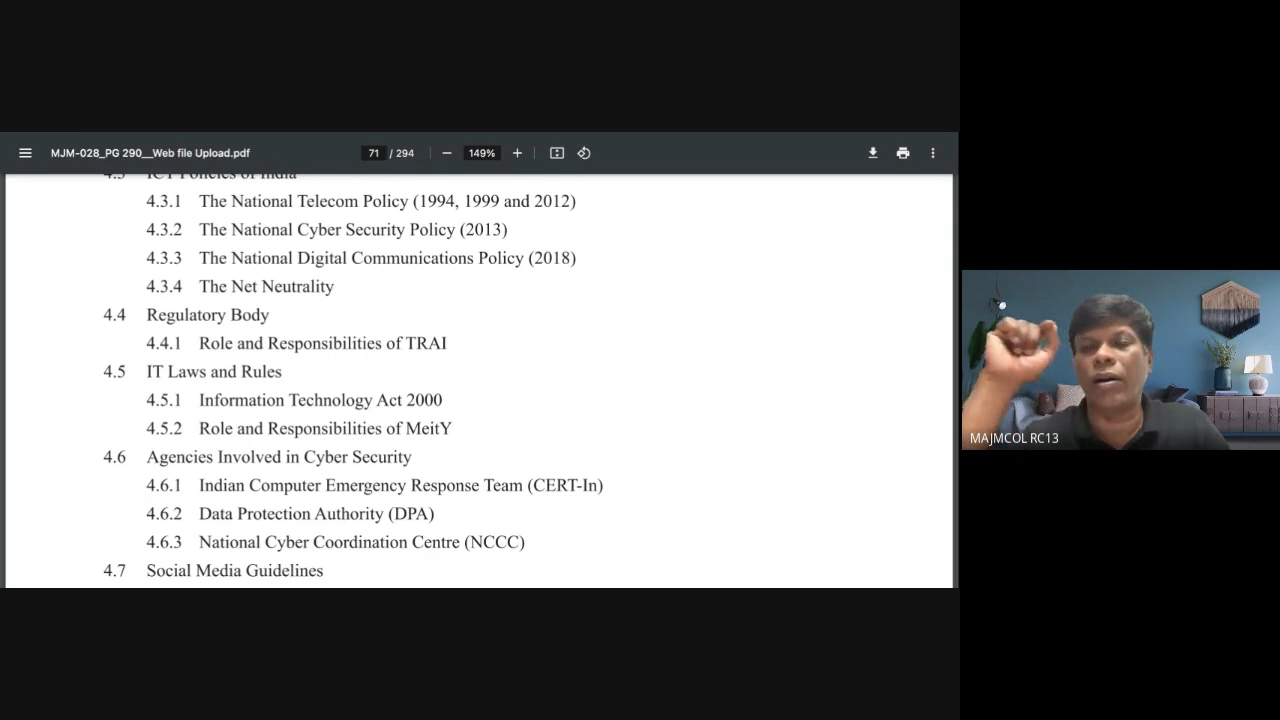 MJM-028_PG 290__Web file Upload.pdf
71 / 294
149%
4.3 ICT Policies of India
4.3.1 The National Telecom Policy (1994, 1999 and 2012)
4.3.2 The National Cyber Security Policy (2013)
4.3.3 The National Digital Communications Policy (2018)
4.3.4 The Net Neutrality
4.4 Regulatory Body
4.4.1 Role and Responsibilities of TRAI
4.5 IT Laws and Rules
4.5.1 Information Technology Act 2000
4.5.2 Role and Responsibilities of MeitY
4.6 Agencies Involved in Cyber Security
4.6.1 Indian Computer Emergency Response Team (CERT-In)
4.6.2 Data Protection Authority (DPA)
4.6.3 National Cyber Coordination Centre (NCCC)
4.7 Social Media Guidelines
MAJMCOL RC13